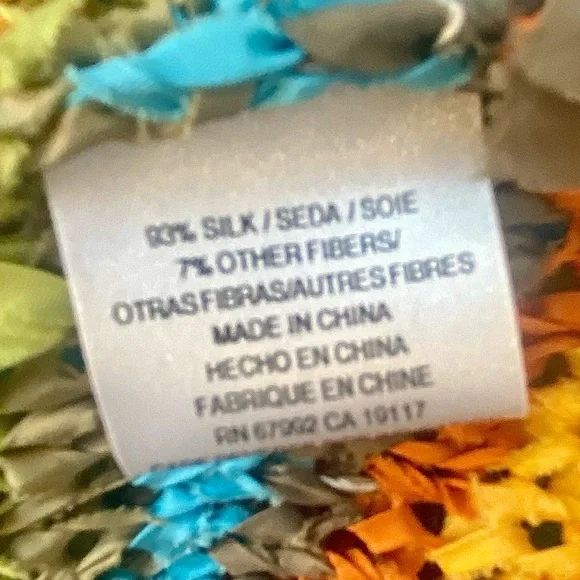 93% SILK / SEDA / SOIE
7% OTHER FIBERS/
OTRAS FIBRAS/AUTRES FIBRES
MADE IN CHINA
HECHO EN CHINA
FABRIQUE EN CHINE
RN 67992 CA 19117